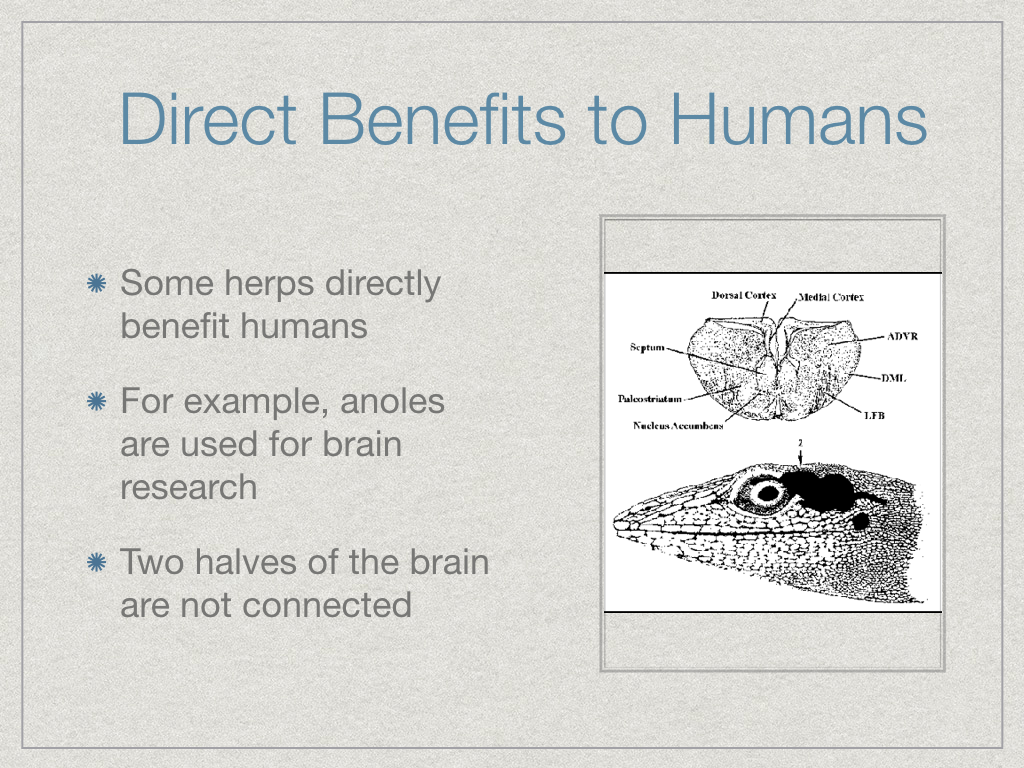 Direct Benefits to Humans
Some herps directly
benefit humans
For example, anoles
are used for brain
research
Two halves of the brain
are not connected
Dorsal Cortex
Medial Cortex
Septum
ADVR
DML
Paleostriatum
LFB
Nucleus Accumbens
2